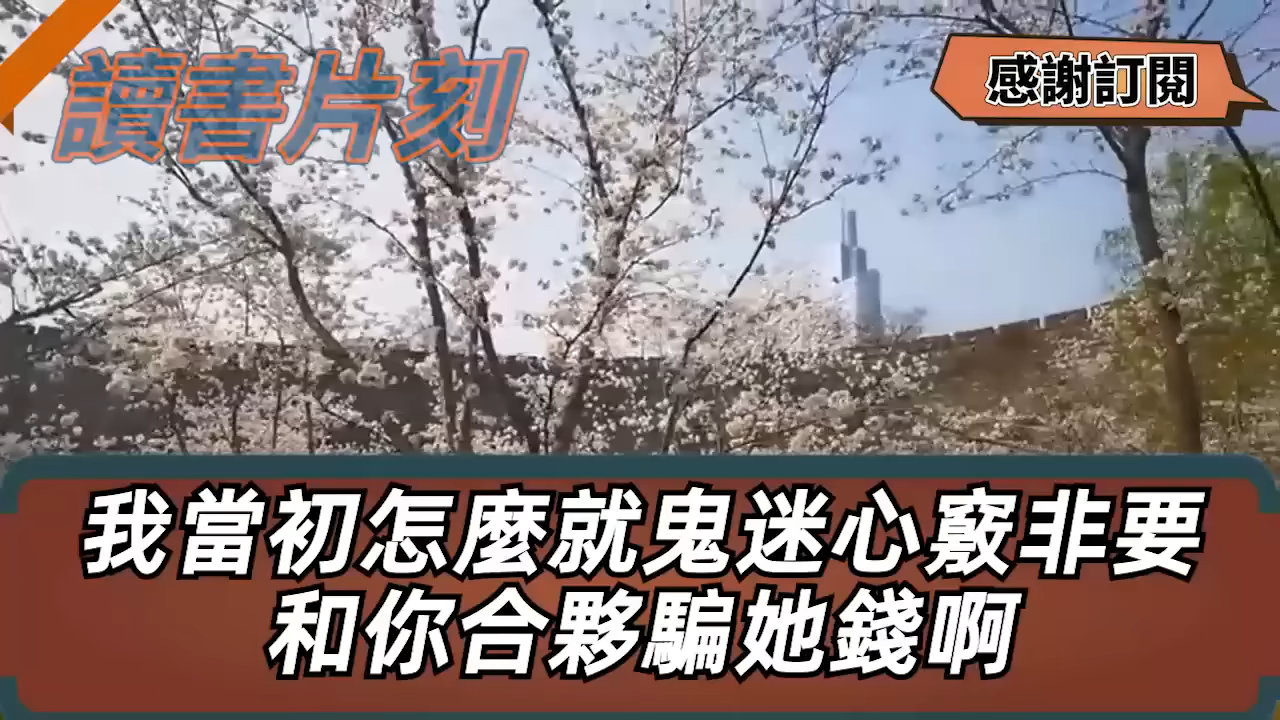 讀書片刻
感謝訂閱
我當初怎麼就鬼迷心竅非要
和你合夥騙她錢啊